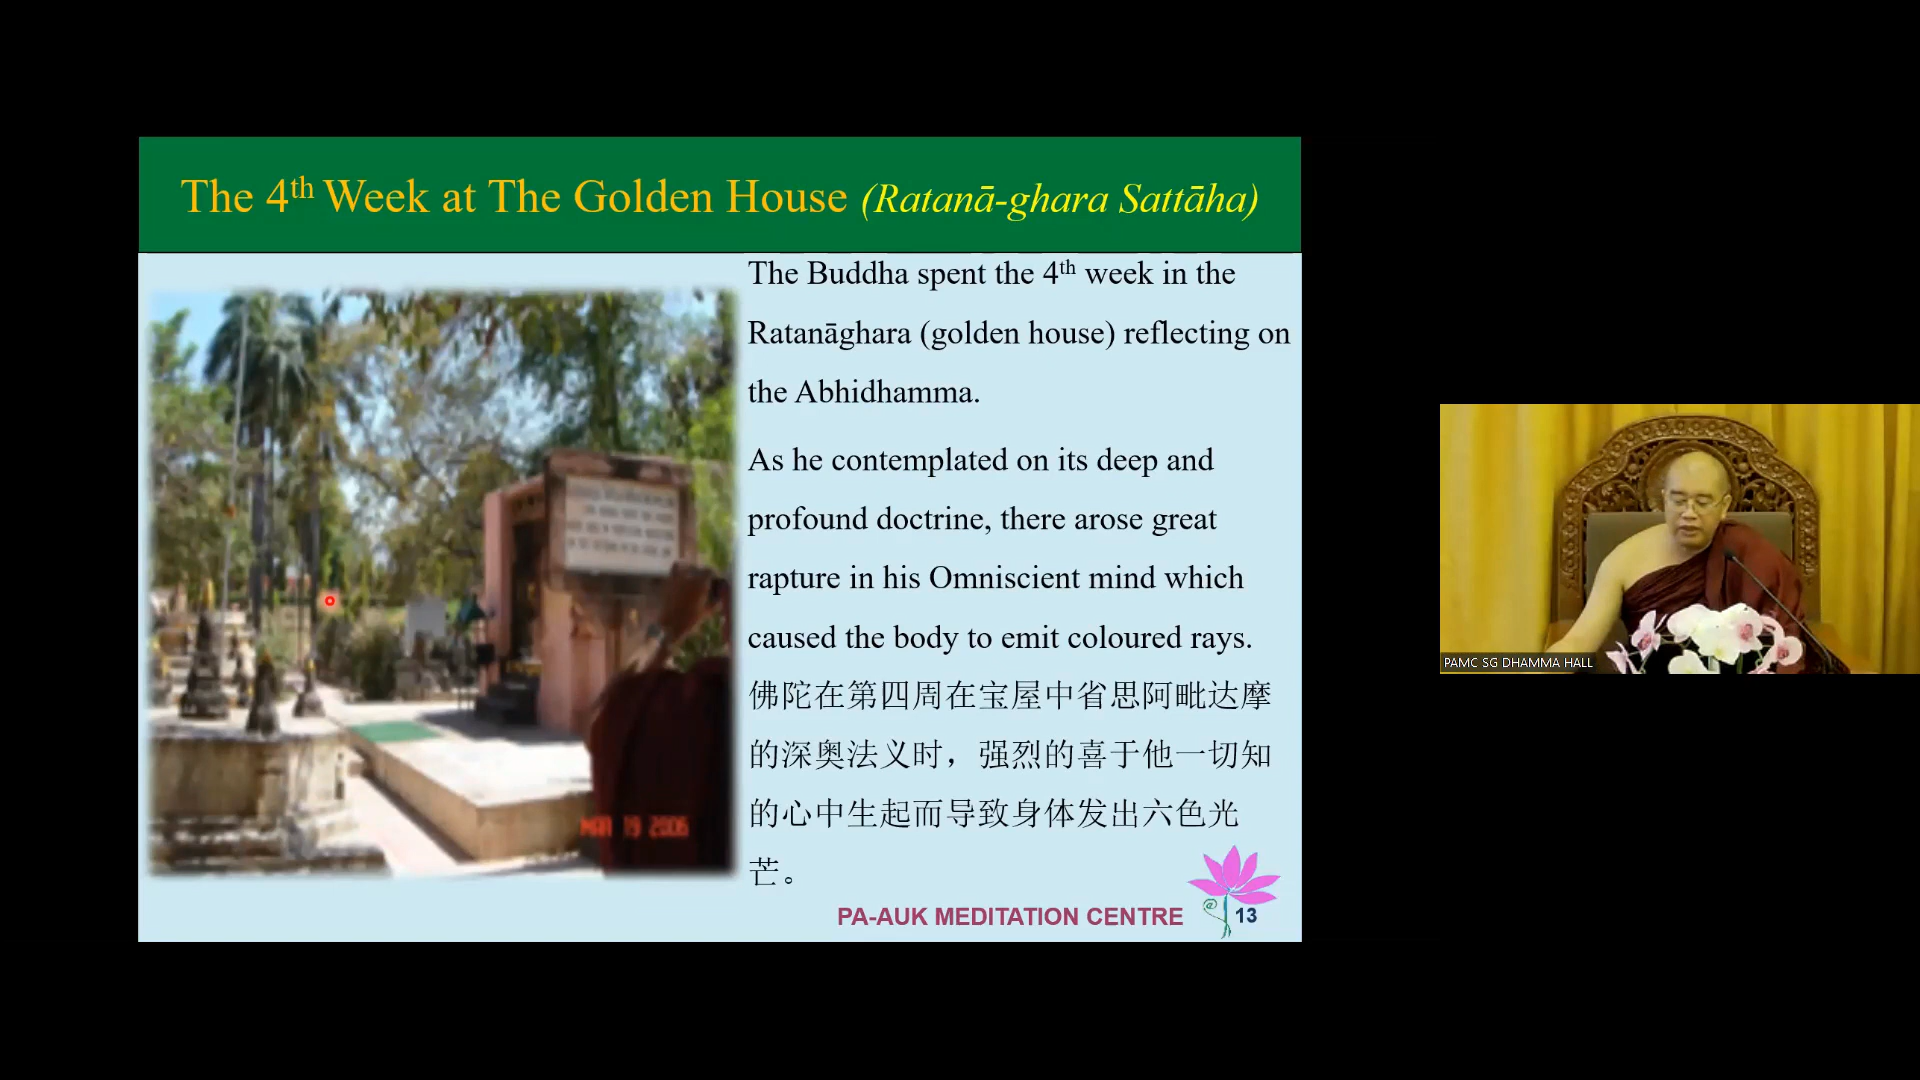 The 4th Week at The Golden House (Ratanā-ghara Sattāha)
The Buddha spent the 4th week in the
Ratanāghara (golden house) reflecting on
the Abhidhamma.
As he contemplated on its deep and
profound doctrine, there arose great
rapture in his Omniscient mind which
caused the body to emit coloured rays.
佛陀在第四周在宝屋中省思阿毗达摩
的深奥法义时，强烈的喜于他一切知
的心中生起而导致身体发出六色光
芒。
MAR 19 2006
PA-AUK MEDITATION CENTRE
@
13
PAMC SG DHAMMA HALL